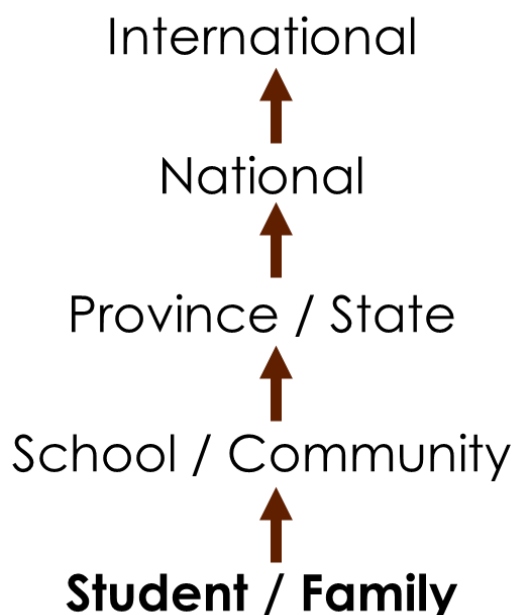 International
National
Province / State
School / Community
Student / Family